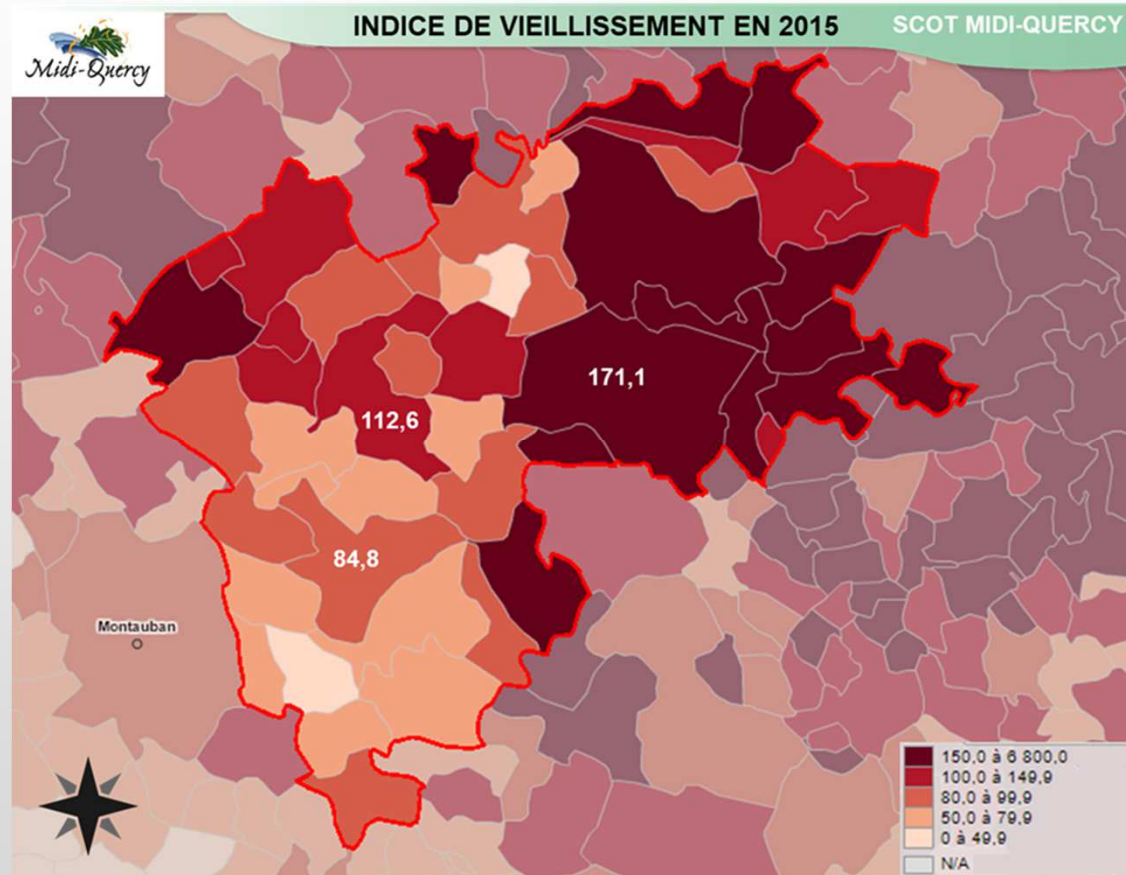 INDICE DE VIEILLISSEMENT EN 2015
SCOT MIDI-QUERCY
Midi-Quercy
171,1
112,6
84,8
Montauban
150,0 à 6 800,0
100,0 à 149,9
80,0 à 99,9
50,0 à 79,9
0 à 49,9
N/A